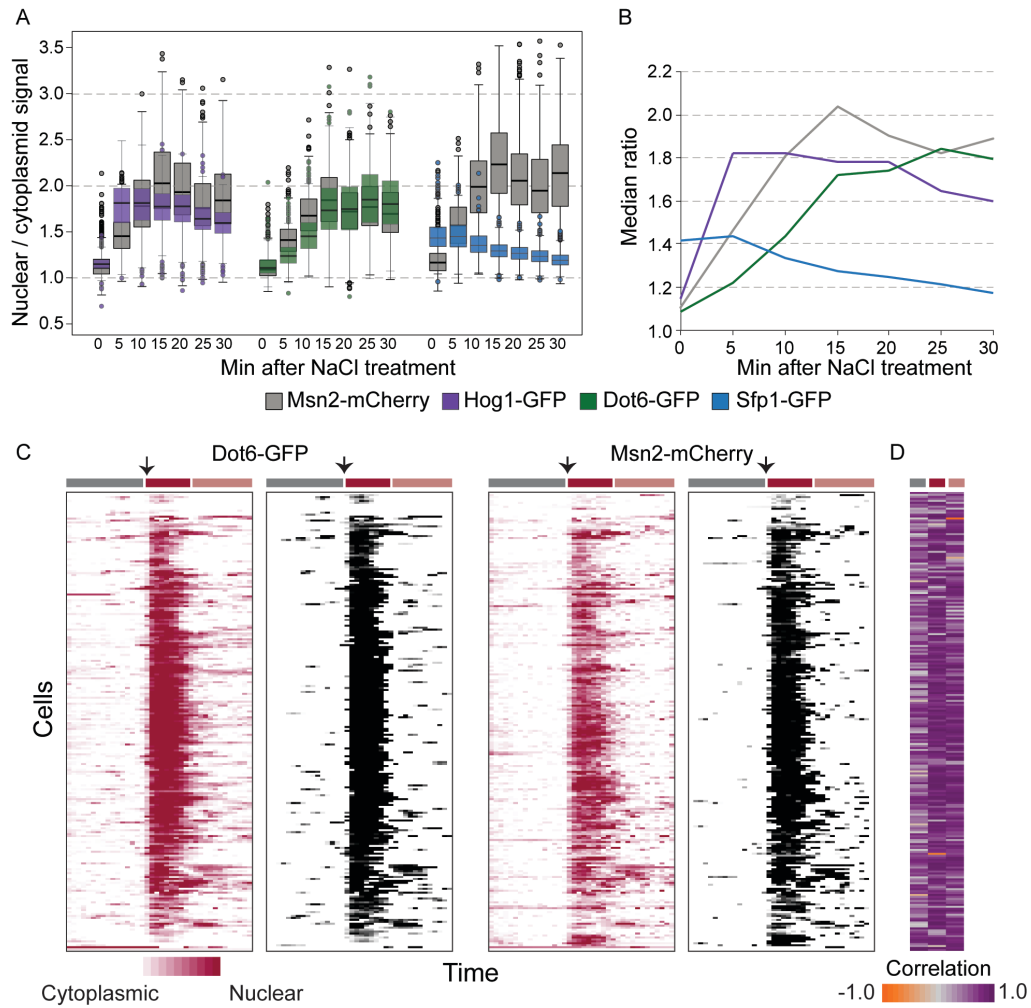 A
Nuclear / cytoplasmid signal
3.5
3.0
2.5
2.0
1.5
1.0
0.5
0 5 10 15 20 25 30 0 5 10 15 20 25 30 0 5 10 15 20 25 30
Min after NaCl treatment
B
Median ratio
2.2
2.0
1.8
1.6
1.4
1.2
1.0
0 5 10 15 20 25 30
Min after NaCl treatment
Msn2-mCherry Hog1-GFP Dot6-GFP Sfp1-GFP
C
Dot6-GFP
Msn2-mCherry
D
Cells
Time
Cytoplasmic Nuclear
Correlation
-1.0 1.0